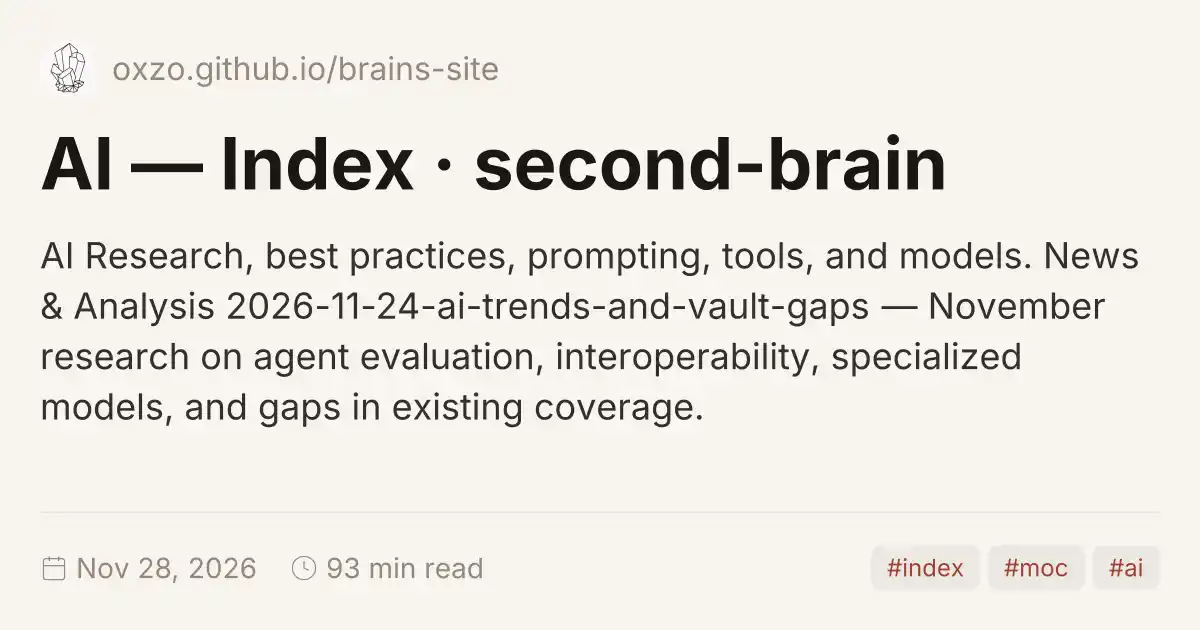 oxzo.github.io/brains-site
AI — Index · second-brain
AI Research, best practices, prompting, tools, and models. News
& Analysis 2026-11-24-ai-trends-and-vault-gaps — November
research on agent evaluation, interoperability, specialized
models, and gaps in existing coverage.
Nov 28, 2026 93 min read #index #moc #ai